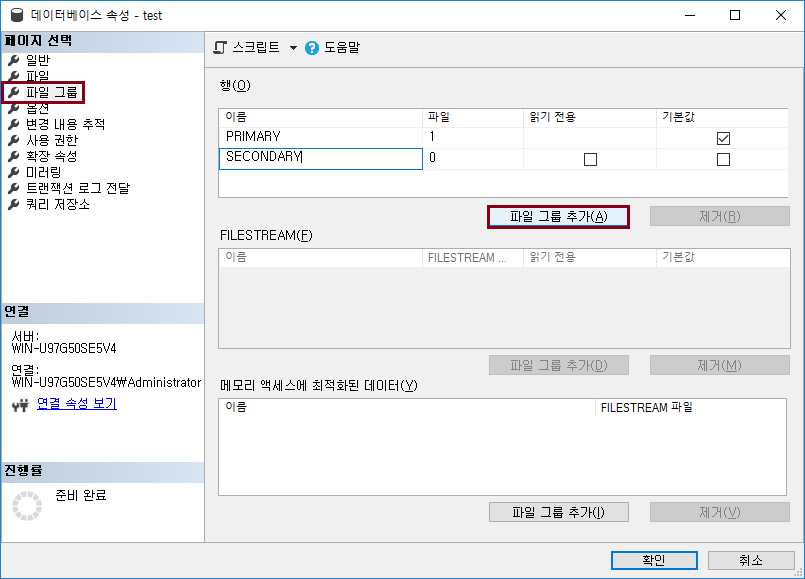 데이터베이스 속성 - test
페이지 선택
일반
파일
파일 그룹
옵션
변경 내용 추적
사용 권한
확장 속성
미러링
트랜잭션 로그 전달
쿼리 저장소
연결
서버:
WIN-U97G50SE5V4
연결:
WIN-U97G50SE5V4₩Administrator
연결 속성 보기
진행률
준비 완료
스크립트 도움말
행(O)
이름 파일 읽기 전용 기본값
PRIMARY 1
SECONDARY 0
파일 그룹 추가(A) 제거(R)
FILESTREAM(F)
이름 FILESTREAM ... 읽기 전용 기본값
파일 그룹 추가(D) 제거(M)
메모리 액세스에 최적화된 데이터(Y)
이름 FILESTREAM 파일
파일 그룹 추가(I) 제거(V)
확인 취소